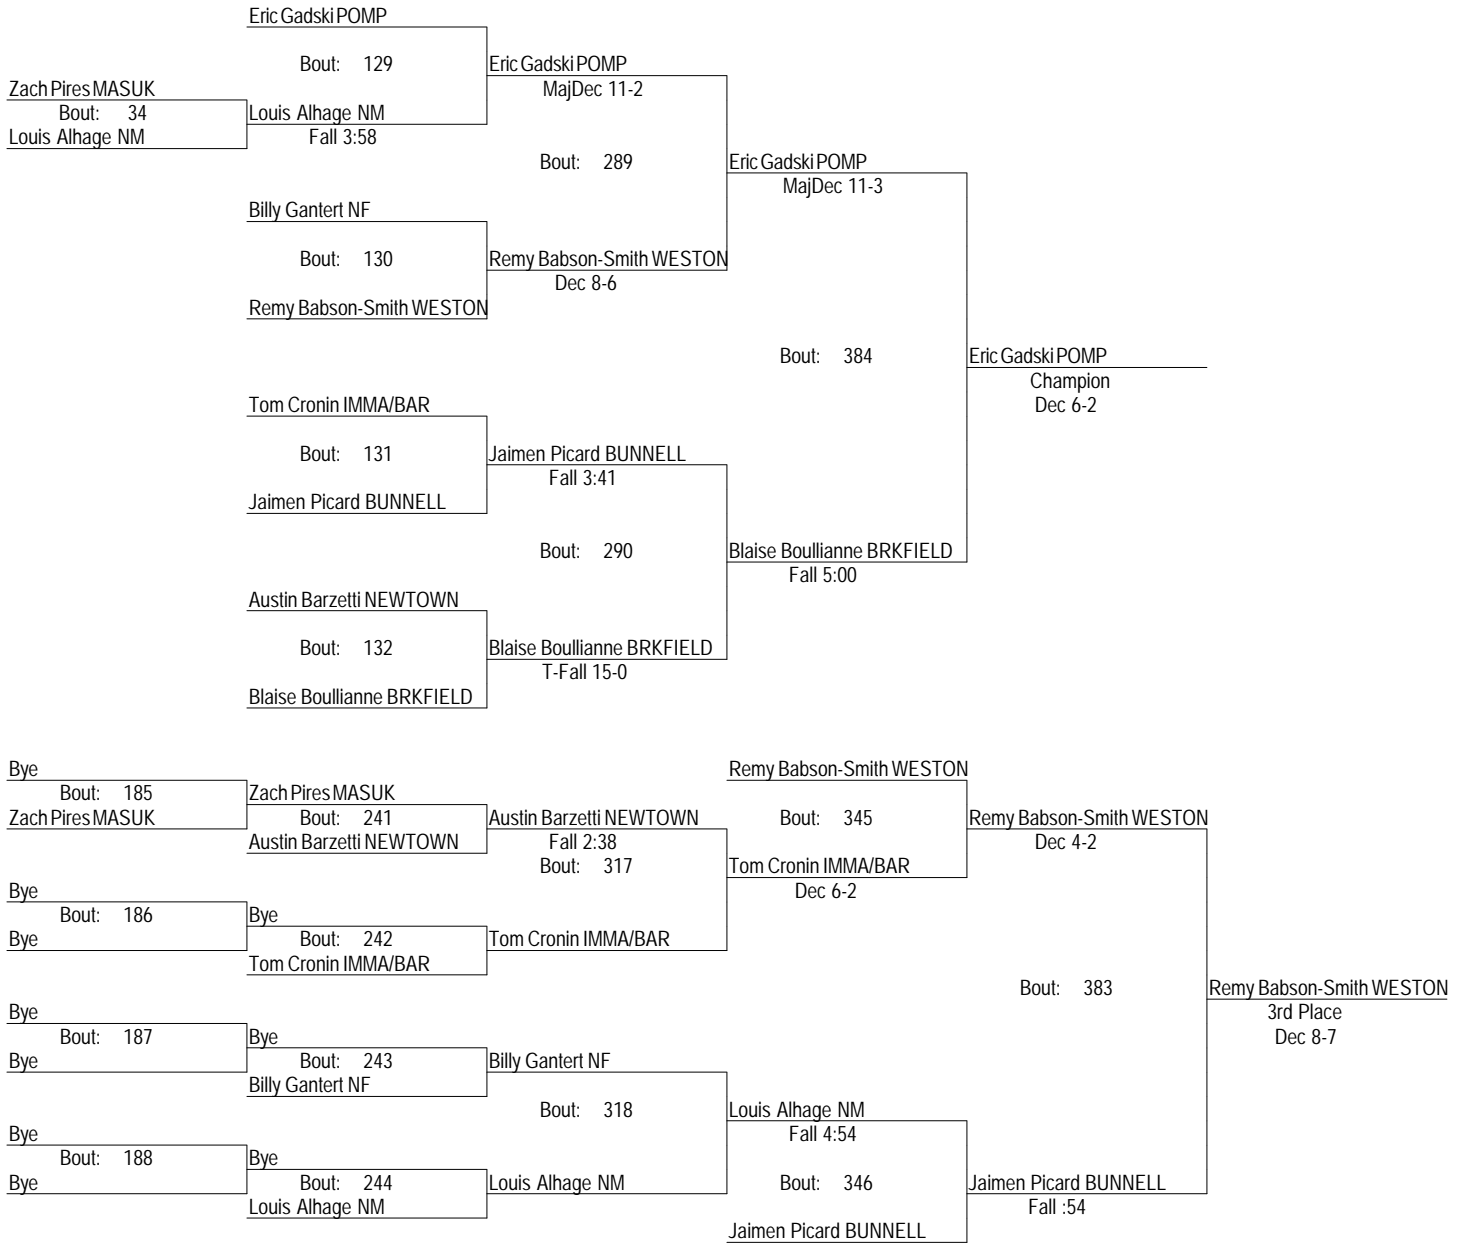 Eric Gadski POMP
Bout: 129
Eric Gadski POMP
Zach Pires MASUK
MajDec 11-2
Bout: 34
Louis Alhage NM
Louis Alhage NM
Fall 3:58
Bout: 289
Eric Gadski POMP
MajDec 11-3
Billy Gantert NF
Bout: 130
Remy Babson-Smith WESTON
Dec 8-6
Remy Babson-Smith WESTON
Bout: 384
Eric Gadski POMP
Champion
Dec 6-2
Tom Cronin IMMA/BAR
Bout: 131
Jaimen Picard BUNNELL
Fall 3:41
Jaimen Picard BUNNELL
Bout: 290
Blaise Boullianne BRKFIELD
Fall 5:00
Austin Barzetti NEWTOWN
Bout: 132
Blaise Boullianne BRKFIELD
T-Fall 15-0
Blaise Boullianne BRKFIELD
Bye
Remy Babson-Smith WESTON
Bout: 185
Zach Pires MASUK
Zach Pires MASUK
Bout: 241
Austin Barzetti NEWTOWN
Bout: 345
Remy Babson-Smith WESTON
Austin Barzetti NEWTOWN
Fall 2:38
Dec 4-2
Bout: 317
Tom Cronin IMMA/BAR
Bye
Dec 6-2
Bout: 186
Bye
Bye
Bout: 242
Tom Cronin IMMA/BAR
Tom Cronin IMMA/BAR
Bout: 383
Remy Babson-Smith WESTON
Bye
3rd Place
Bout: 187
Bye
Dec 8-7
Bye
Bout: 243
Billy Gantert NF
Billy Gantert NF
Bout: 318
Louis Alhage NM
Bye
Fall 4:54
Bout: 188
Bye
Bye
Bout: 244
Louis Alhage NM
Bout: 346
Jaimen Picard BUNNELL
Louis Alhage NM
Fall :54
Jaimen Picard BUNNELL